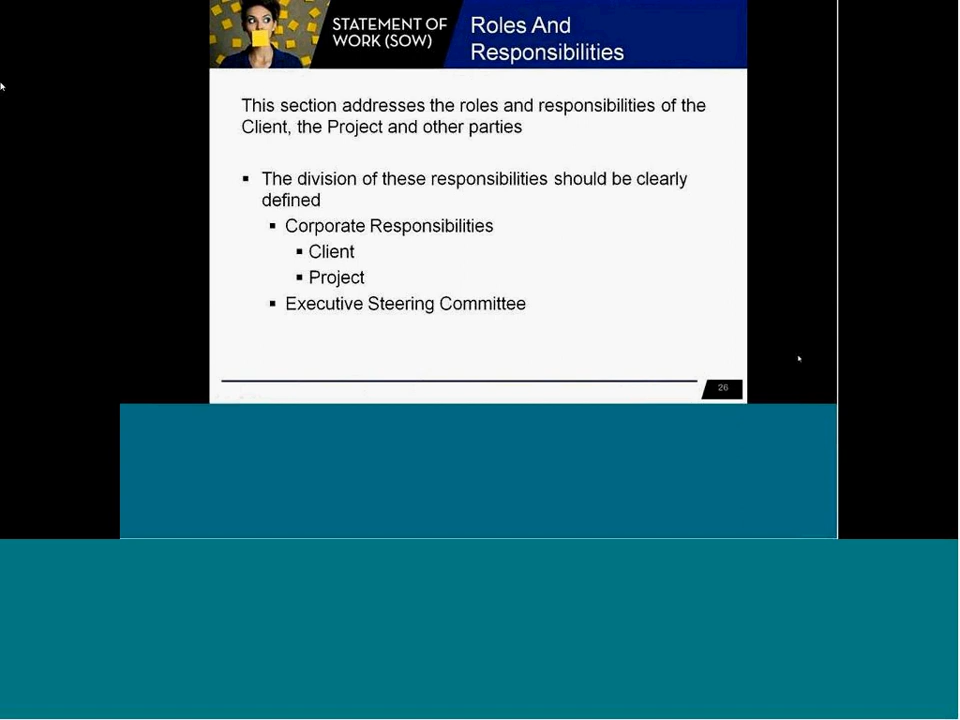 STATEMENT OF
WORK (SOW)
Roles And
Responsibilities
This section addresses the roles and responsibilities of the
Client, the Project and other parties
▪ The division of these responsibilities should be clearly
defined
▪ Corporate Responsibilities
▪ Client
▪ Project
▪ Executive Steering Committee
26